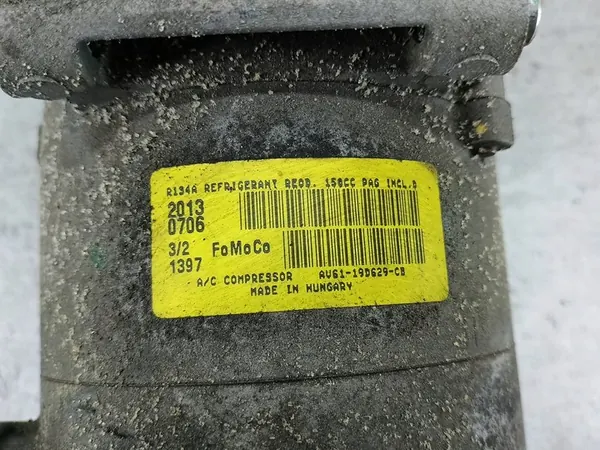 R134A REFRIGERANT REQD. 150CC PAG INCL.D
2013
0706
3/2 FoMoCo
1397
A/C COMPRESSOR AV61-19D629-CB
MADE IN HUNGARY